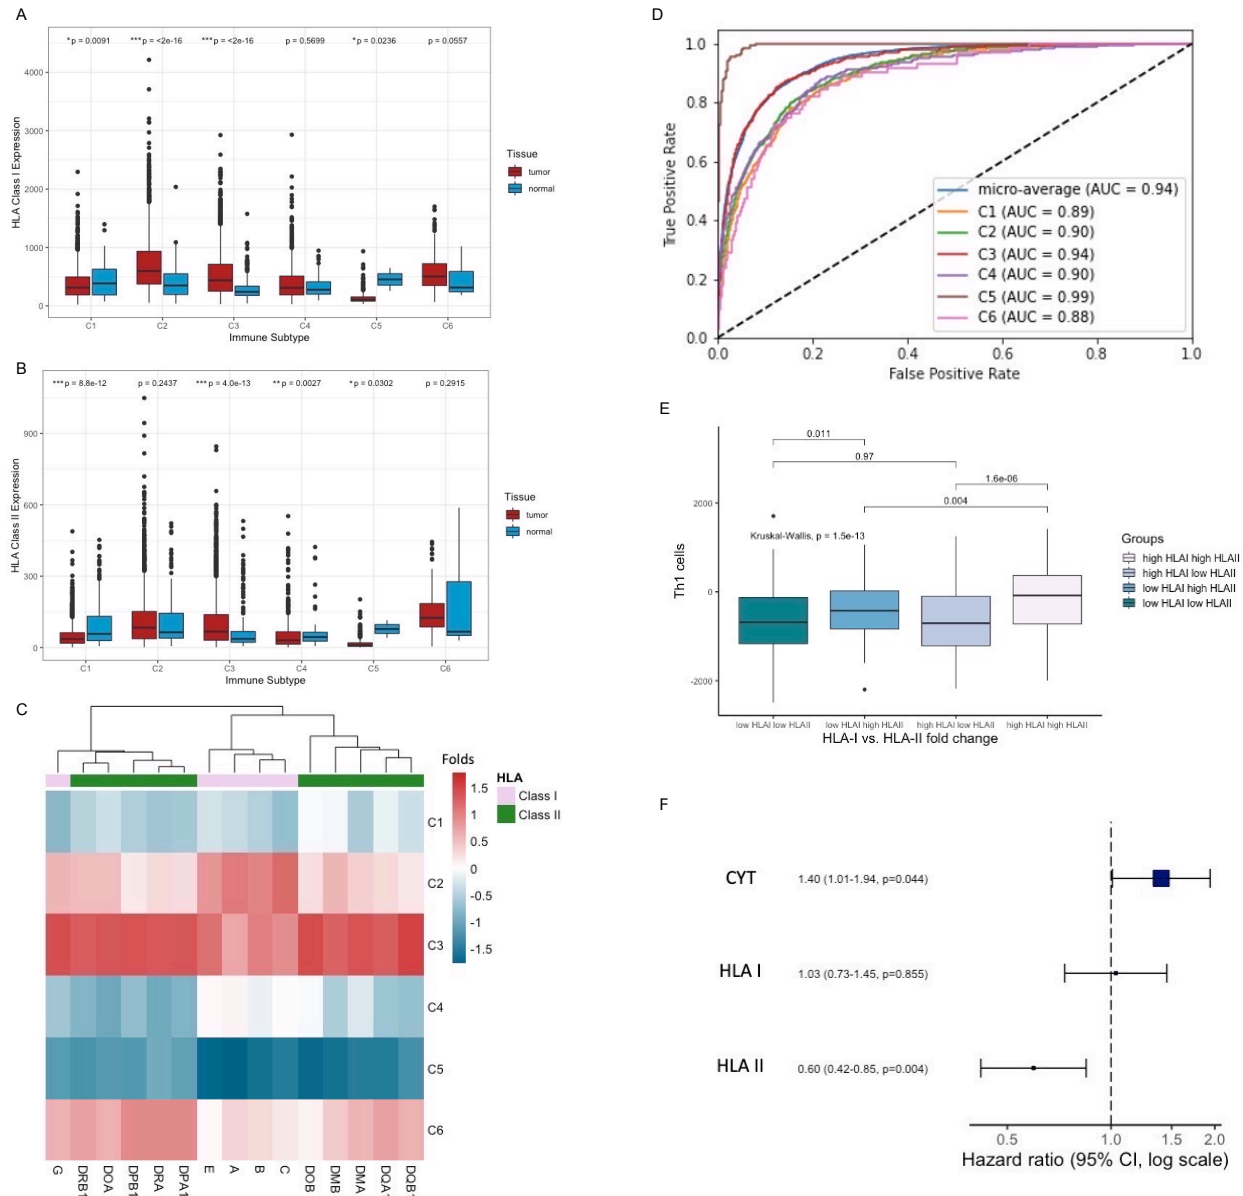 A
* p = 0.0091 *** p = <2e-16 *** p = <2e-16 p = 0.5699 * p = 0.0236 p = 0.0557
4000
3000
2000
1000
0
HLA Class I Expression
C1 C2 C3 C4 C5 C6
Immune Subtype
Tissue
tumor
normal
B
*** p = 8.8e-12 p = 0.2437 *** p = 4.0e-13 ** p = 0.0027 * p = 0.0302 p = 0.2915
900
600
300
0
HLA Class II Expression
C1 C2 C3 C4 C5 C6
Immune Subtype
Tissue
tumor
normal
C
Folds
1.5
1
0.5
0
-0.5
-1
-1.5
HLA
Class I
Class II
C1
C2
C3
C4
C5
C6
G DRB1 DOA DPB1 DRA DPA1 E A B C DOB DMB DMA DQA1 DQB1
D
1.0
0.8
0.6
0.4
0.2
0.0
True Positive Rate
micro-average (AUC = 0.94)
C1 (AUC = 0.89)
C2 (AUC = 0.90)
C3 (AUC = 0.94)
C4 (AUC = 0.90)
C5 (AUC = 0.99)
C6 (AUC = 0.88)
0.0 0.2 0.4 0.6 0.8 1.0
False Positive Rate
E
0.011
0.97
1.6e-06
0.004
Kruskal-Wallis, p = 1.5e-13
2000
0
-2000
Th1 cells
low HLAI low HLAII low HLAI high HLAII high HLAI low HLAII high HLAI high HLAII
HLA-I vs. HLA-II fold change
Groups
high HLAI high HLAII
high HLAI low HLAII
low HLAI high HLAII
low HLAI low HLAII
F
CYT 1.40 (1.01-1.94, p=0.044)
HLA I 1.03 (0.73-1.45, p=0.855)
HLA II 0.60 (0.42-0.85, p=0.004)
0.5 1.0 1.5 2.0
Hazard ratio (95% CI, log scale)